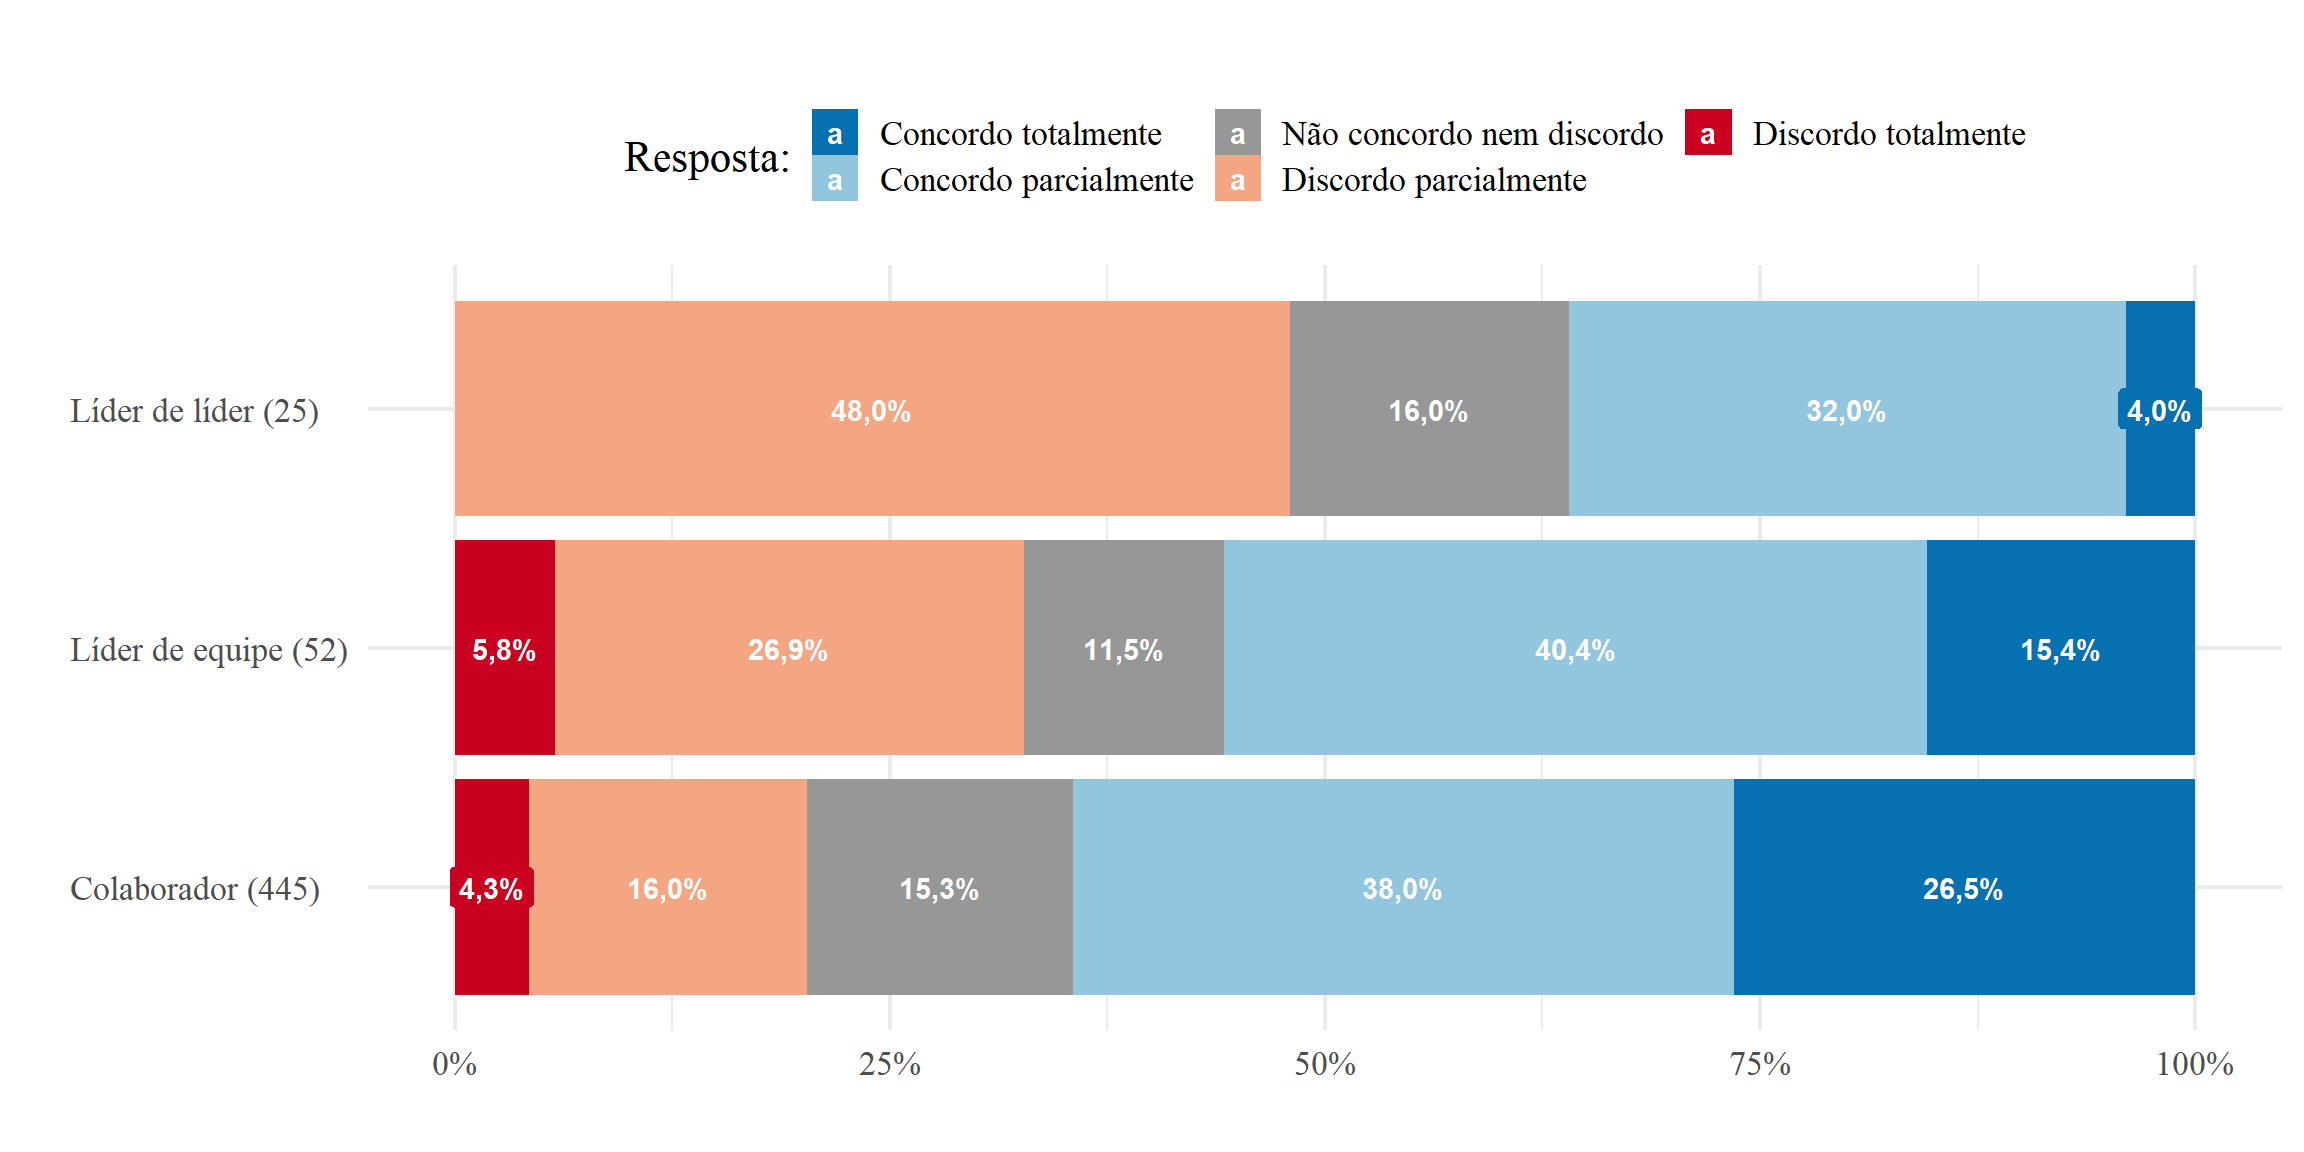 Resposta:
a Concordo totalmente a Não concordo nem discordo a Discordo totalmente
a Concordo parcialmente a Discordo parcialmente
Líder de líder (25) 48,0% 16,0% 32,0% 4,0%
Líder de equipe (52) 5,8% 26,9% 11,5% 40,4% 15,4%
Colaborador (445) 4,3% 16,0% 15,3% 38,0% 26,5%
0% 25% 50% 75% 100%